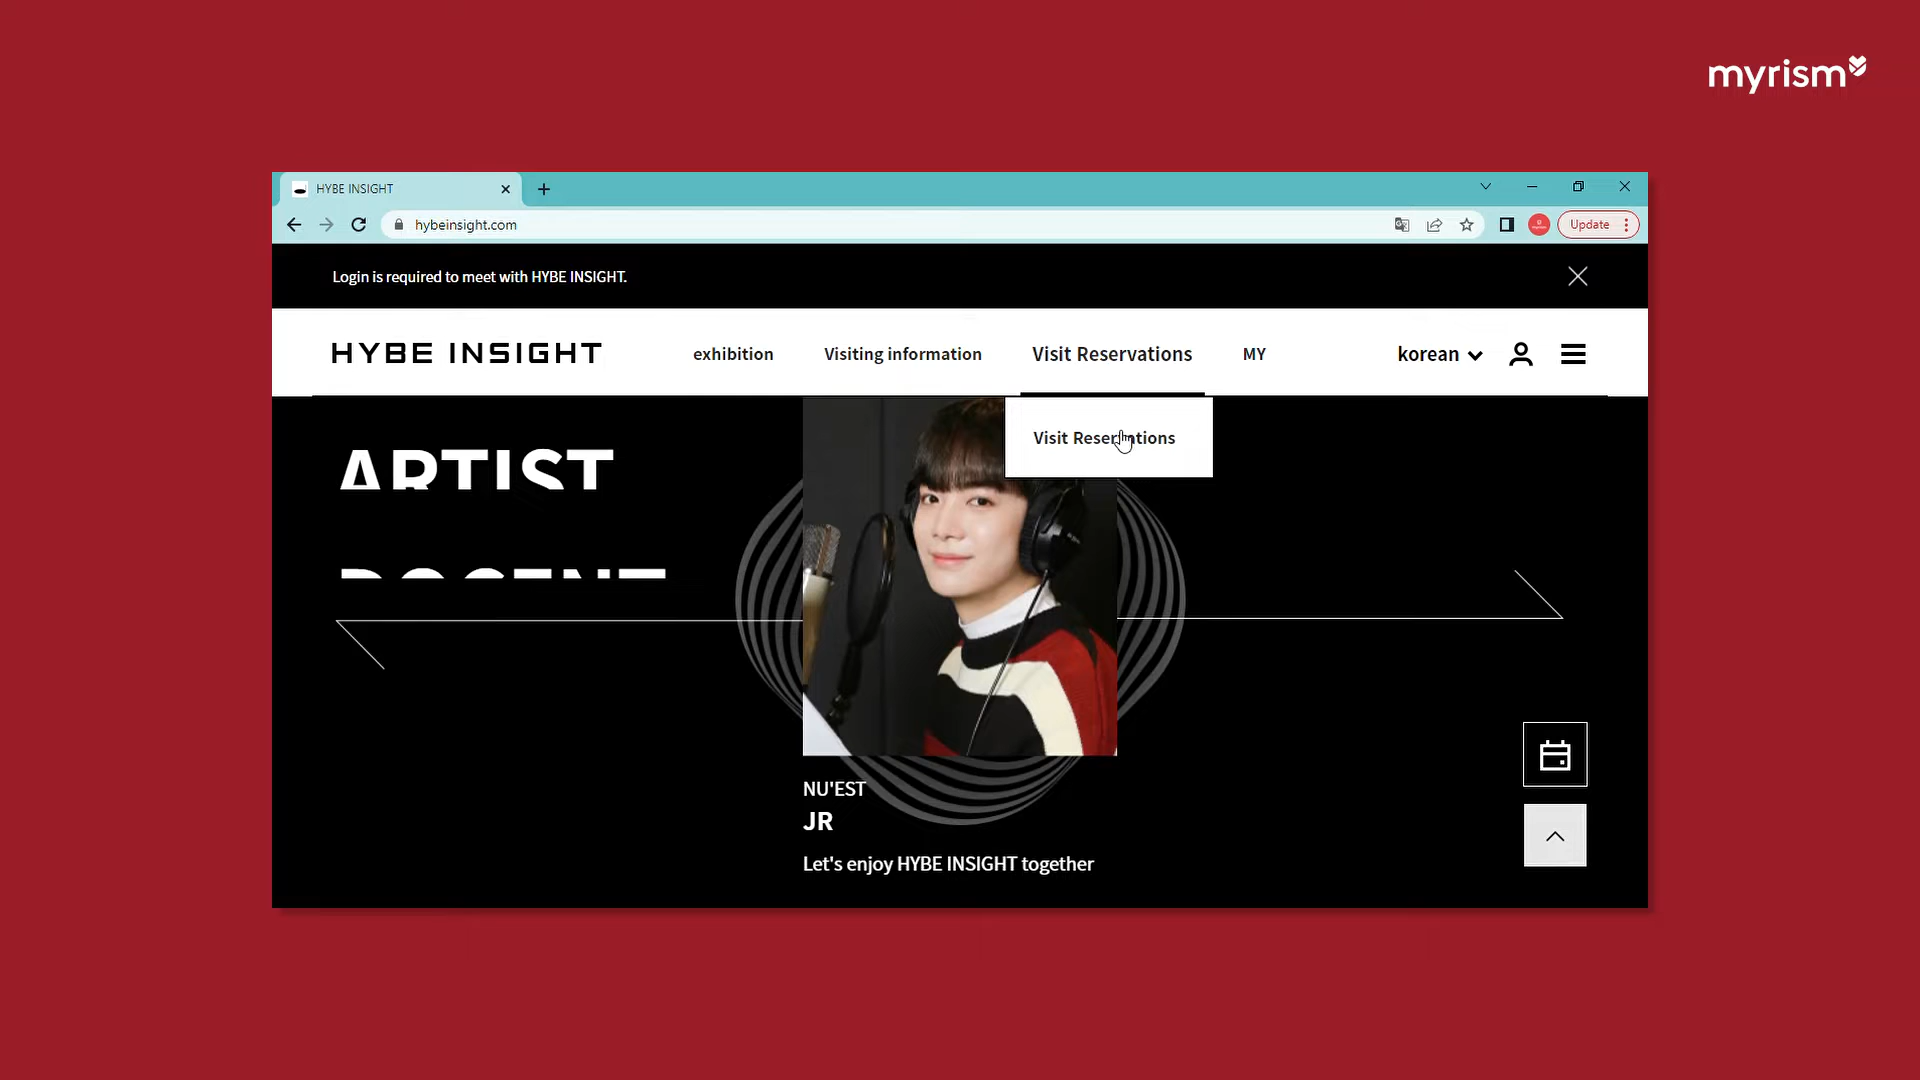 myrism
HYBE INSIGHT
hybeinsight.com
Update
Login is required to meet with HYBE INSIGHT.
HYBE INSIGHT
exhibition
Visiting information
Visit Reservations
MY
korean
Visit Reservations
ARTIST
DOCENT
NU'EST
JR
Let's enjoy HYBE INSIGHT together